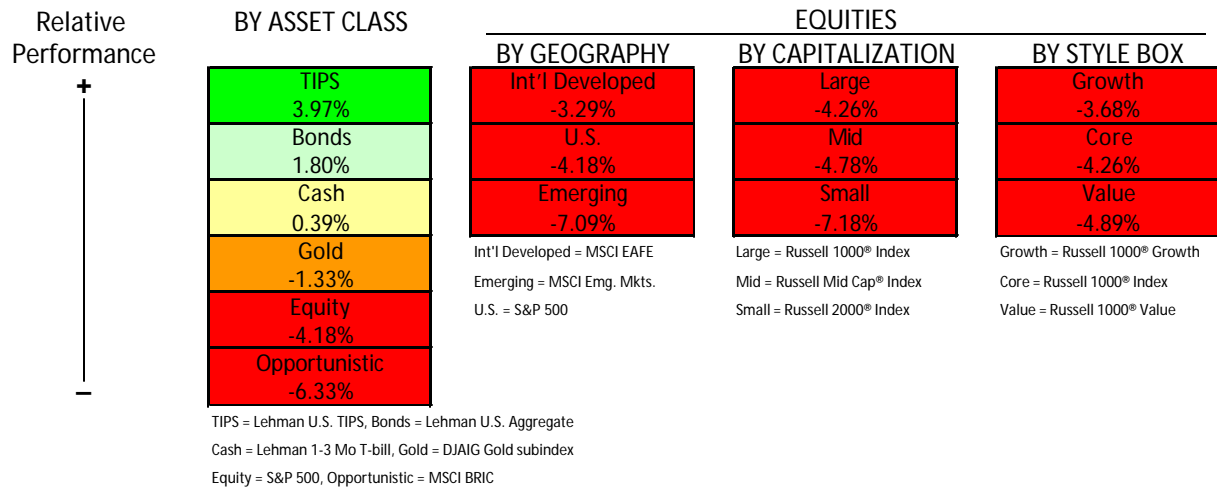 Relative
Performance
+
−
BY ASSET CLASS
TIPS
3.97%
Bonds
1.80%
Cash
0.39%
Gold
-1.33%
Equity
-4.18%
Opportunistic
-6.33%
TIPS = Lehman U.S. TIPS, Bonds = Lehman U.S. Aggregate
Cash = Lehman 1-3 Mo T-bill, Gold = DJAIG Gold subindex
Equity = S&P 500, Opportunistic = MSCI BRIC
EQUITIES
BY GEOGRAPHY
Int'l Developed
-3.29%
U.S.
-4.18%
Emerging
-7.09%
Int'l Developed = MSCI EAFE
Emerging = MSCI Emg. Mkts.
U.S. = S&P 500
BY CAPITALIZATION
Large
-4.26%
Mid
-4.78%
Small
-7.18%
Large = Russell 1000® Index
Mid = Russell Mid Cap® Index
Small = Russell 2000® Index
BY STYLE BOX
Growth
-3.68%
Core
-4.26%
Value
-4.89%
Growth = Russell 1000® Growth
Core = Russell 1000® Index
Value = Russell 1000® Value